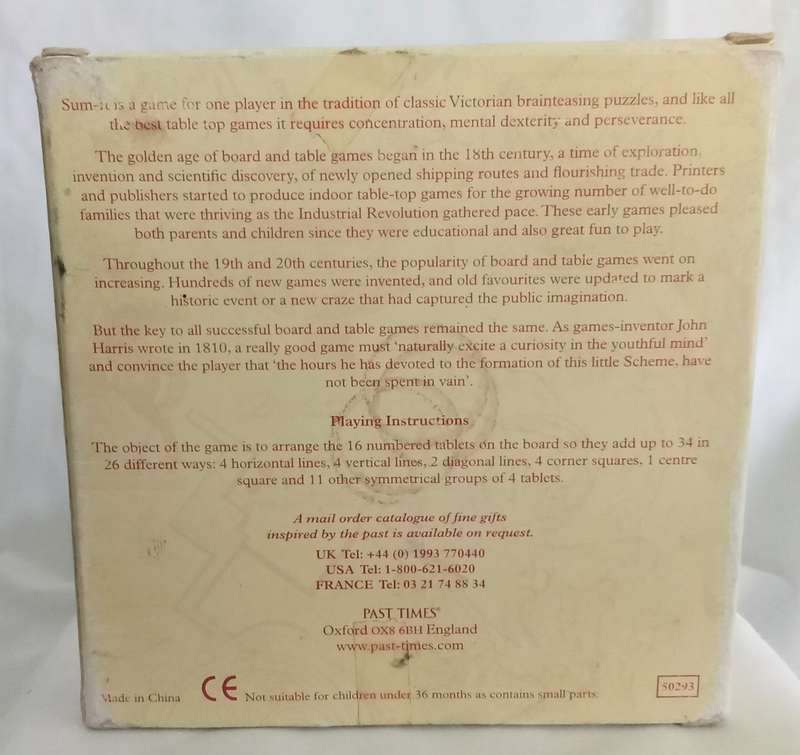 Sum-it is a game for one player in the tradition of classic Victorian brainteasing puzzles, and like all
the best table top games it requires concentration, mental dexterity and perseverance.
The golden age of board and table games began in the 18th century, a time of exploration,
invention and scientific discovery, of newly opened shipping routes and flourishing trade. Printers
and publishers started to produce indoor table-top games for the growing number of well-to-do
families that were thriving as the Industrial Revolution gathered pace. These early games pleased
both parents and children since they were educational and also great fun to play.
Throughout the 19th and 20th centuries, the popularity of board and table games went on
increasing. Hundreds of new games were invented, and old favourites were updated to mark a
historic event or a new craze that had captured the public imagination.
But the key to all successful board and table games remained the same. As games-inventor John
Harris wrote in 1810, a really good game must 'naturally excite a curiosity in the youthful mind'
and convince the player that 'the hours he has devoted to the formation of this little Scheme, have
not been spent in vain'.
Playing Instructions
The object of the game is to arrange the 16 numbered tablets on the board so they add up to 34 in
26 different ways: 4 horizontal lines, 4 vertical lines, 2 diagonal lines, 4 corner squares, 1 centre
square and 11 other symmetrical groups of 4 tablets.
A mail order catalogue of fine gifts
inspired by the past is available on request.
UK Tel: +44 (0) 1993 770440
USA Tel: 1-800-621-6020
FRANCE Tel: 03 21 74 88 34
PAST TIMES®
Oxford OX8 6BH England
www.past-times.com
Made in China CE Not suitable for children under 36 months as contains small parts. 50293